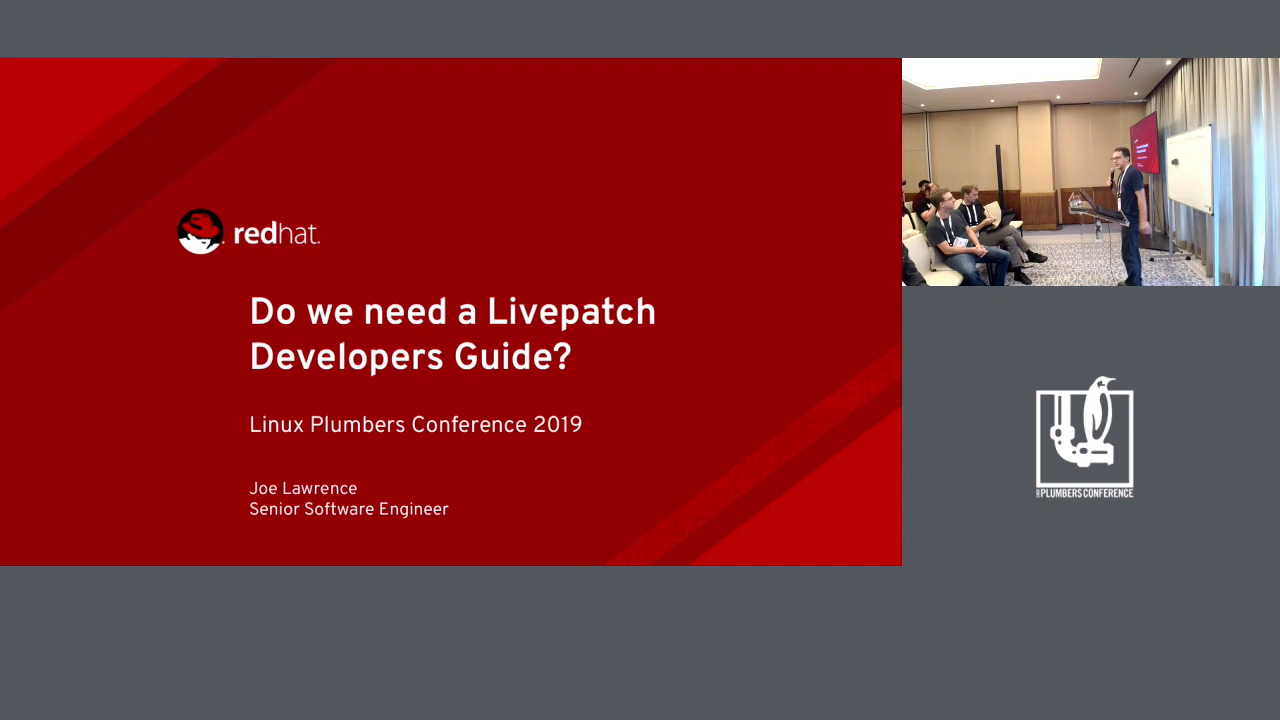 redhat.
Do we need a Livepatch
Developers Guide?
Linux Plumbers Conference 2019
Joe Lawrence
Senior Software Engineer
PLUMBERS CONFERENCE